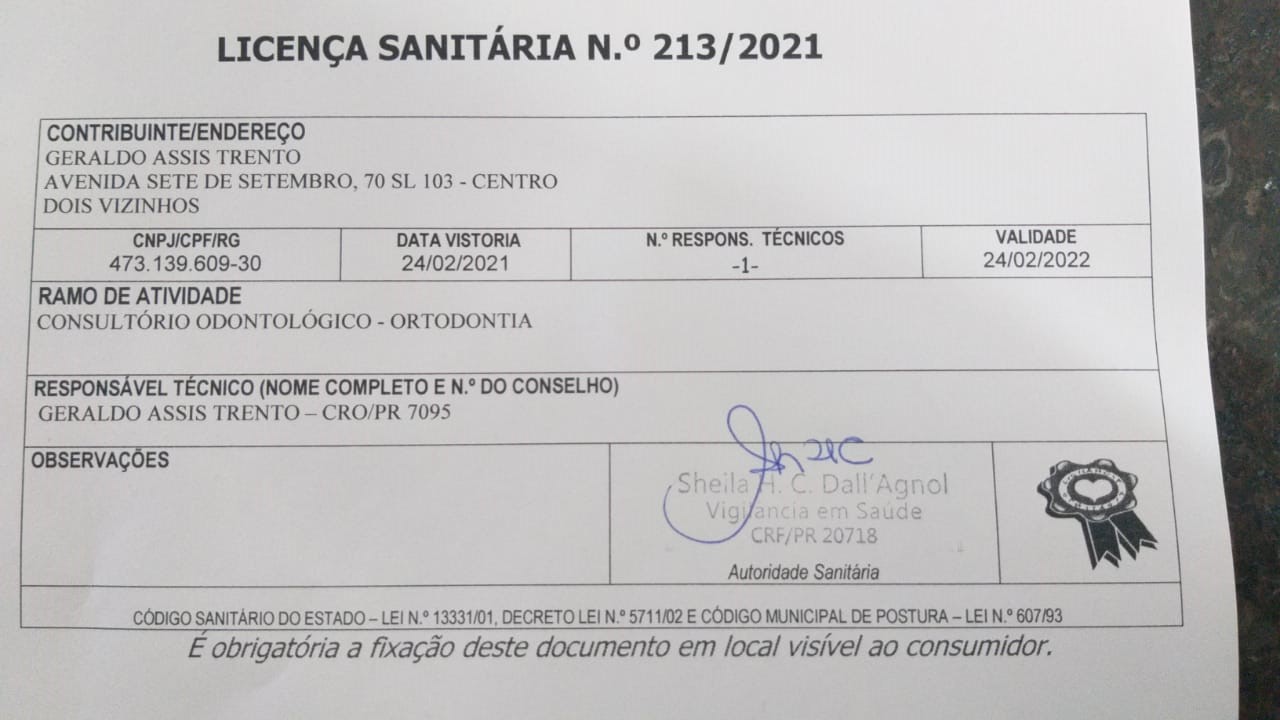 LICENÇA SANITÁRIA N.º 213/2021
CONTRIBUINTE/ENDEREÇO
GERALDO ASSIS TRENTO
AVENIDA SETE DE SETEMBRO, 70 SL 103 - CENTRO
DOIS VIZINHOS
CNPJ/CPF/RG
473.139.609-30
DATA VISTORIA
24/02/2021
N.º RESPONS. TÉCNICOS
-1-
VALIDADE
24/02/2022
RAMO DE ATIVIDADE
CONSULTÓRIO ODONTOLÓGICO - ORTODONTIA
RESPONSÁVEL TÉCNICO (NOME COMPLETO E N.º DO CONSELHO)
GERALDO ASSIS TRENTO – CRO/PR 7095
OBSERVAÇÕES
Sheila H. C. Dall'Agnol
Vigilancia em Saúde
CRF/PR 20718
Autoridade Sanitária
CÓDIGO SANITÁRIO DO ESTADO – LEI N.º 13331/01, DECRETO LEI N.º 5711/02 E CÓDIGO MUNICIPAL DE POSTURA – LEI N.º 607/93
É obrigatória a fixação deste documento em local visível ao consumidor.